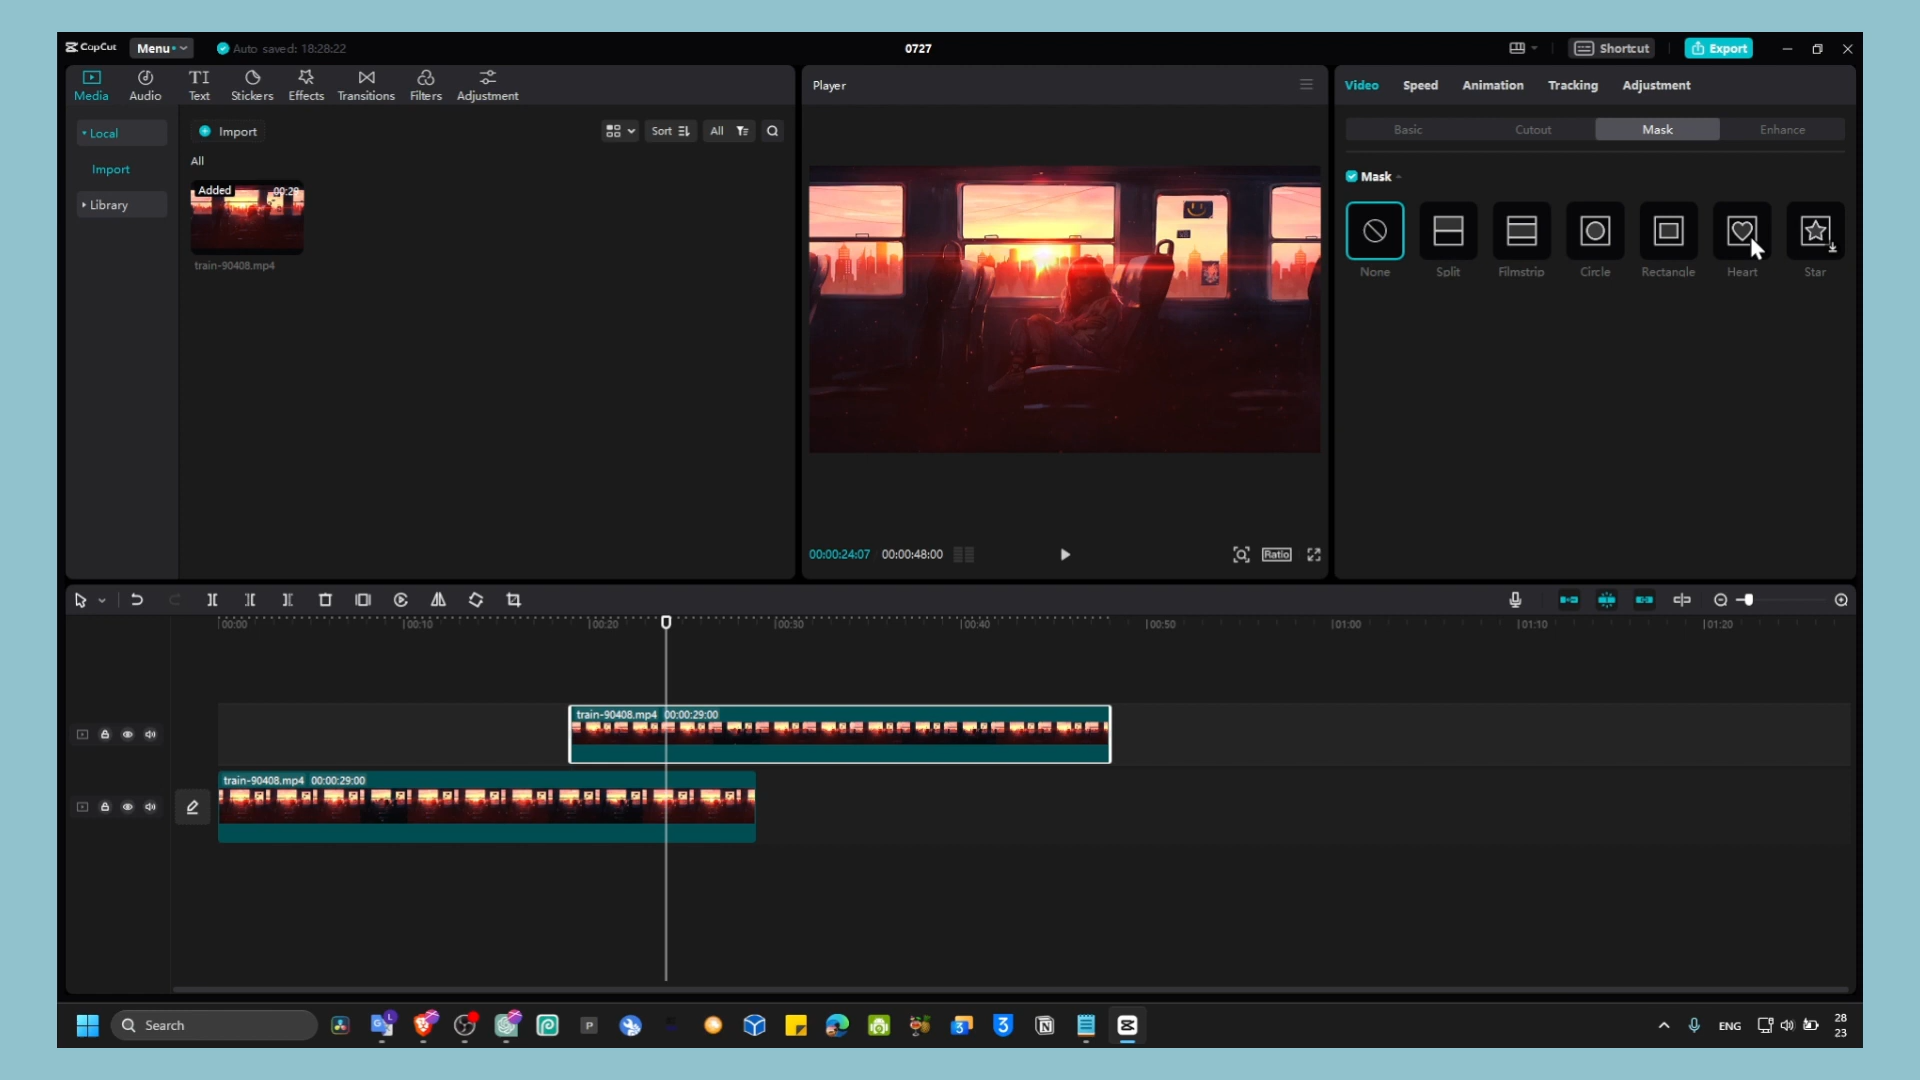 CapCut Menu Auto saved: 18:28:22 0727 Shortcut Export
Media Audio Text Stickers Effects Transitions Filters Adjustment
Player
Video Speed Animation Tracking Adjustment
Local
Import
Library
Import Sort All
All
Added 00:29
train-90408.mp4
Basic Cutout Mask Enhance
Mask
None Split Filmstrip Circle Rectangle Heart Star
00:00:24:07 00:00:48:00 Ratio
00:00 00:10 00:20 00:30 00:40 00:50 01:00 01:10 01:20
train-90408.mp4 00:00:29:00
train-90408.mp4 00:00:29:00
Search
ENG
28
23